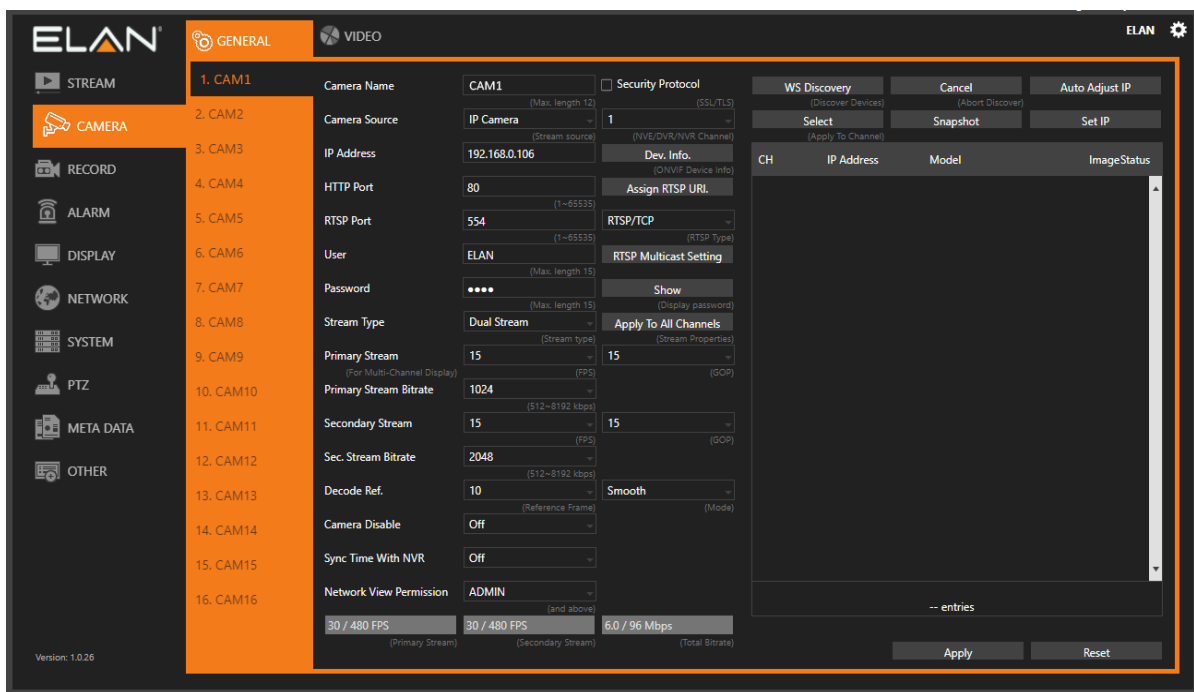 ELAN
GENERAL
VIDEO
ELAN
STREAM
CAMERA
RECORD
ALARM
DISPLAY
NETWORK
SYSTEM
PTZ
META DATA
OTHER
Version: 1.0.26
1. CAM1
2. CAM2
3. CAM3
4. CAM4
5. CAM5
6. CAM6
7. CAM7
8. CAM8
9. CAM9
10. CAM10
11. CAM11
12. CAM12
13. CAM13
14. CAM14
15. CAM15
16. CAM16
Camera Name CAM1 Security Protocol
(Max. length 12) (SSL/TLS)
Camera Source IP Camera 1
(Stream source) (NVE/DVR/NVR Channel)
IP Address 192.168.0.106 Dev. Info.
(ONVIF Device Info)
HTTP Port 80 Assign RTSP URI.
(1~65535)
RTSP Port 554 RTSP/TCP
(1~65535) (RTSP Type)
User ELAN RTSP Multicast Setting
(Max. length 15)
Password •••• Show
(Max. length 15) (Display password)
Stream Type Dual Stream Apply To All Channels
(Stream type) (Stream Properties)
Primary Stream 15 15
(For Multi-Channel Display) (FPS) (GOP)
Primary Stream Bitrate 1024
(512~8192 kbps)
Secondary Stream 15 15
(FPS) (GOP)
Sec. Stream Bitrate 2048
(512~8192 kbps)
Decode Ref. 10 Smooth
(Reference Frame) (Mode)
Camera Disable Off
Sync Time With NVR Off
Network View Permission ADMIN
(and above)
30 / 480 FPS 30 / 480 FPS 6.0 / 96 Mbps
(Primary Stream) (Secondary Stream) (Total Bitrate)
WS Discovery Cancel Auto Adjust IP
(Discover Devices) (Abort Discover)
Select Snapshot Set IP
(Apply To Channel)
CH IP Address Model ImageStatus
-- entries
Apply Reset